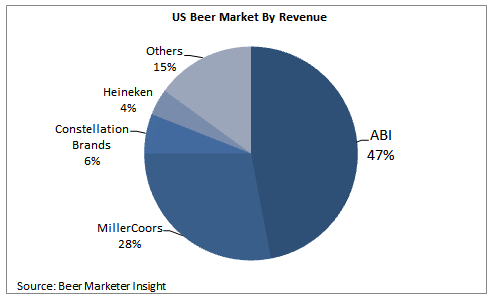 US Beer Market By Revenue
Others
15%
Heineken
4%
Constellation
Brands
6%
MillerCoors
28%
ABI
47%
Source: Beer Marketer Insight